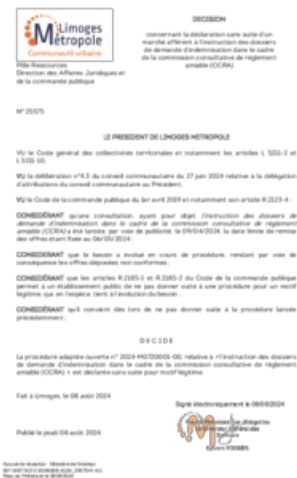 Limoges
Métropole
Communauté urbaine
Pôle Ressources
Direction des Affaires Juridiques et
de la commande publique
DECISION
concernant la déclaration sans suite d'un
marché afférent à l'instruction des dossiers
de demande d'indemnisation dans le cadre
de la commission consultative de règlement
amiable (CCRA)
N° 25375
LE PRESIDENT DE LIMOGES METROPOLE
VU le Code général des collectivités territoriales et notamment les articles L 5211-2 et
L 5211-10,
VU la délibération n°4.3 du conseil communautaire du 27 juin 2024 relative à la délégation
d'attributions du conseil communautaire au Président,
VU le Code de la commande publique du 1er avril 2019 et notamment son article R.2123-4 ;
CONSIDÉRANT qu'une consultation, ayant pour objet l'instruction des dossiers de
demande d'indemnisation dans le cadre de la commission consultative de règlement
amiable (CCRA) a été lancée, par voie de publicité, le 09/04/2024, la date limite de remise
des offres étant fixée au 06/05/2024 ;
CONSIDERANT que le besoin a évolué en cours de procédure, rendant par voie de
conséquence les offres déposées non conformes ;
CONSIDÉRANT que les articles R.2185-1 et R.2185-2 du Code de la commande publique
permet à un établissement public de ne pas donner suite à une procédure pour un motif
légitime, qui en l'espèce, tient à l'évolution du besoin ;
CONSIDÉRANT qu'il convient dès lors de ne pas donner suite à la procédure lancée
précédemment ;
D E C I D E
La procédure adaptée ouverte n° 2024-M0720D01-00, relative à «l'instruction des dossiers
de demande d'indemnisation dans le cadre de la commission consultative de règlement
amiable (CCRA) » est déclarée sans suite pour motif légitime.
Fait à Limoges, le 08 août 2024
Signé électroniquement le 08/08/2024
Publié le jeudi 08 août 2024